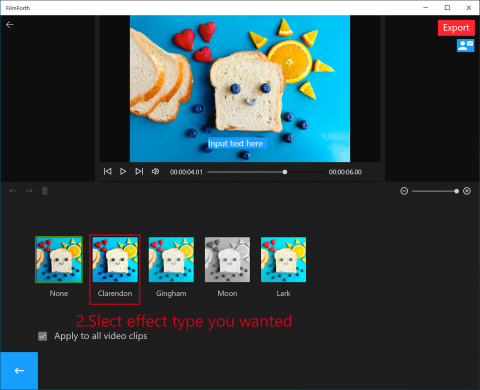 FilmForth
Export
Input text here
00:00:04.01
00:00:06.00
None
Clarendon
Gingham
Moon
Lark
2.Slect effect type you wanted
Apply to all video clips